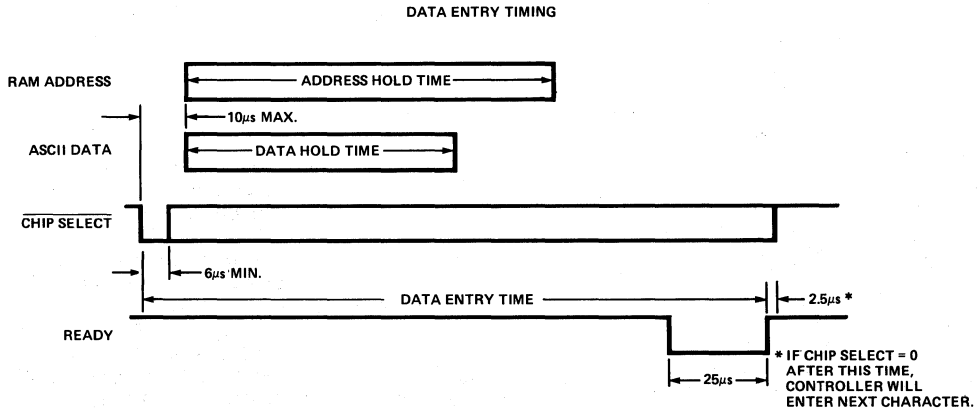 DATA ENTRY TIMING
RAM ADDRESS
ADDRESS HOLD TIME
10μs MAX.
ASCII DATA
DATA HOLD TIME
CHIP SELECT
6μs MIN.
DATA ENTRY TIME
2.5μs *
READY
25μs
* IF CHIP SELECT = 0
AFTER THIS TIME,
CONTROLLER WILL
ENTER NEXT CHARACTER.